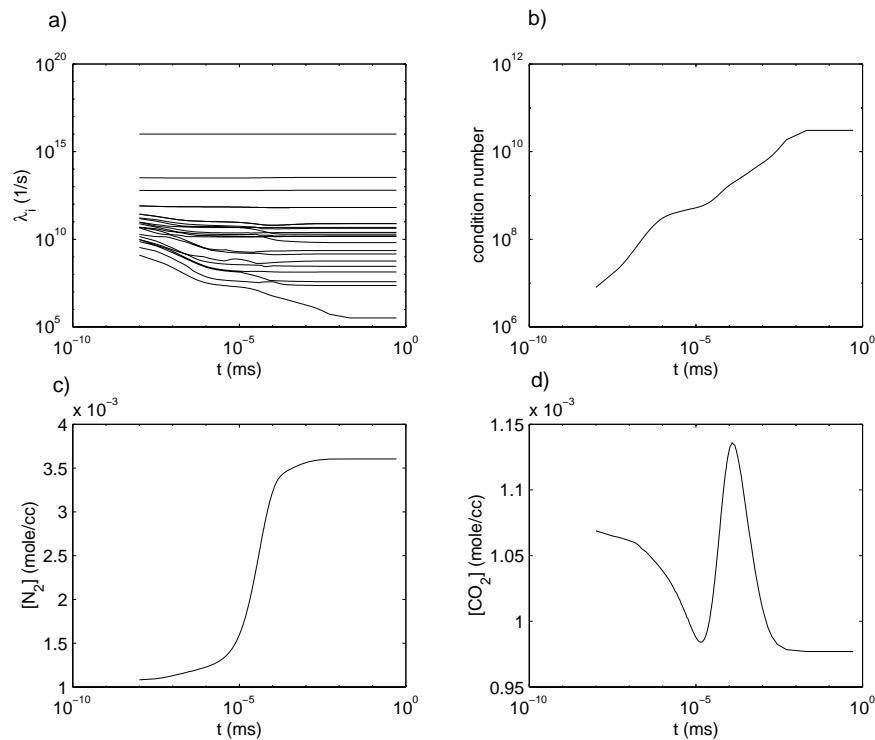 a)
10^20
10^15
10^10
10^5
λ_i (1/s)
10^-10
10^-5
10^0
t (ms)
b)
10^12
10^10
10^8
10^6
condition number
10^-10
10^-5
10^0
t (ms)
c)
x 10^-3
4
3.5
3
2.5
2
1.5
1
[N_2] (mole/cc)
10^-10
10^-5
10^0
t (ms)
d)
x 10^-3
1.15
1.1
1.05
1
0.95
[CO_2] (mole/cc)
10^-10
10^-5
10^0
t (ms)